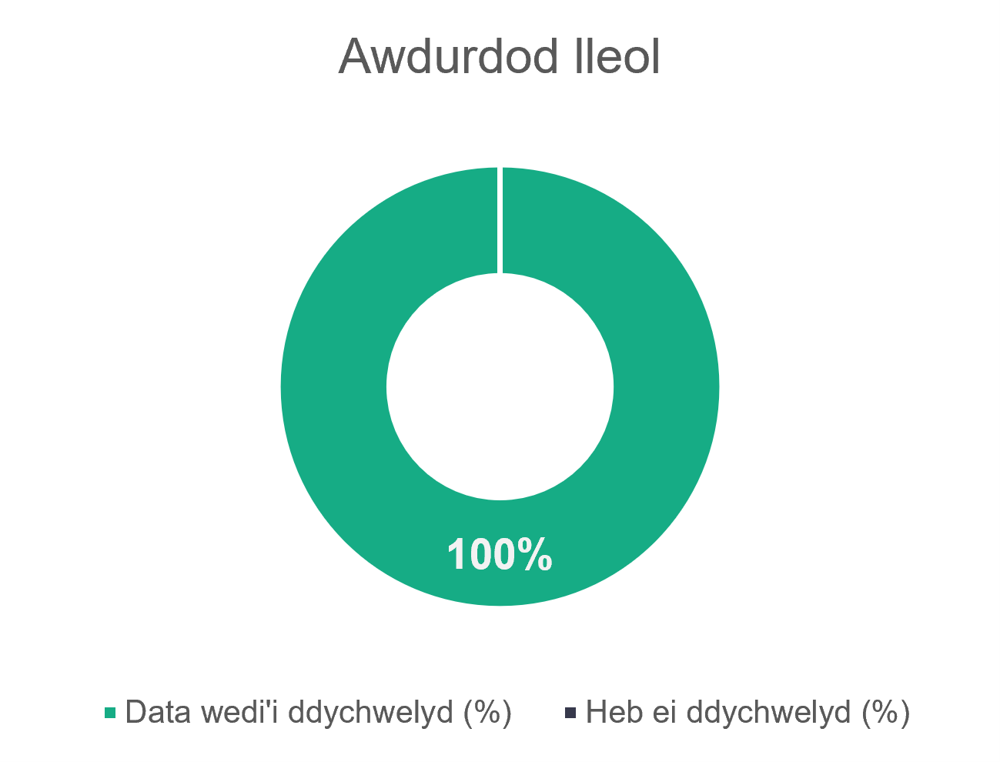 Awdurdod lleol
100%
Data wedi'i ddychwelyd (%)
Heb ei ddychwelyd (%)